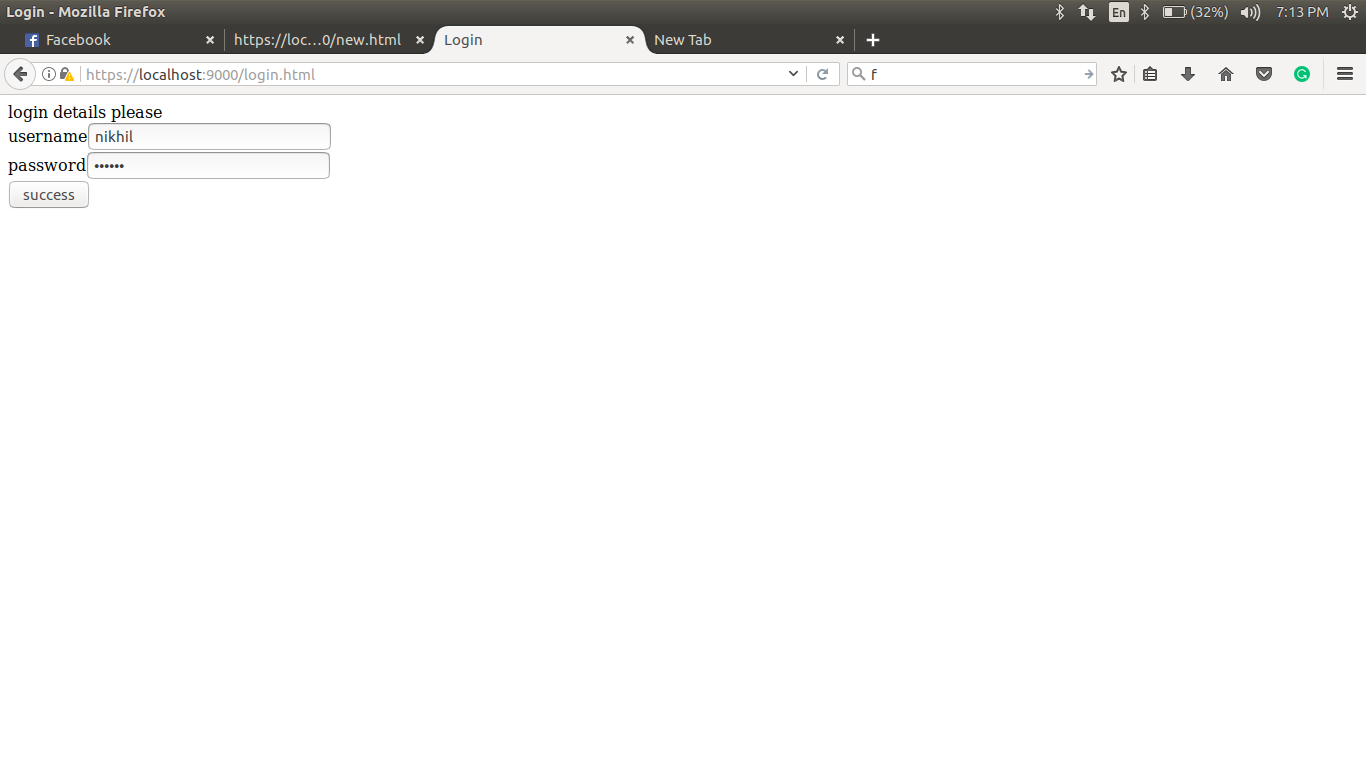 Login - Mozilla Firefox
En
(32%)
7:13 PM
Facebook
https://loc...0/new.html
Login
New Tab
https://localhost:9000/login.html
f
login details please
username nikhil
password ••••••
success